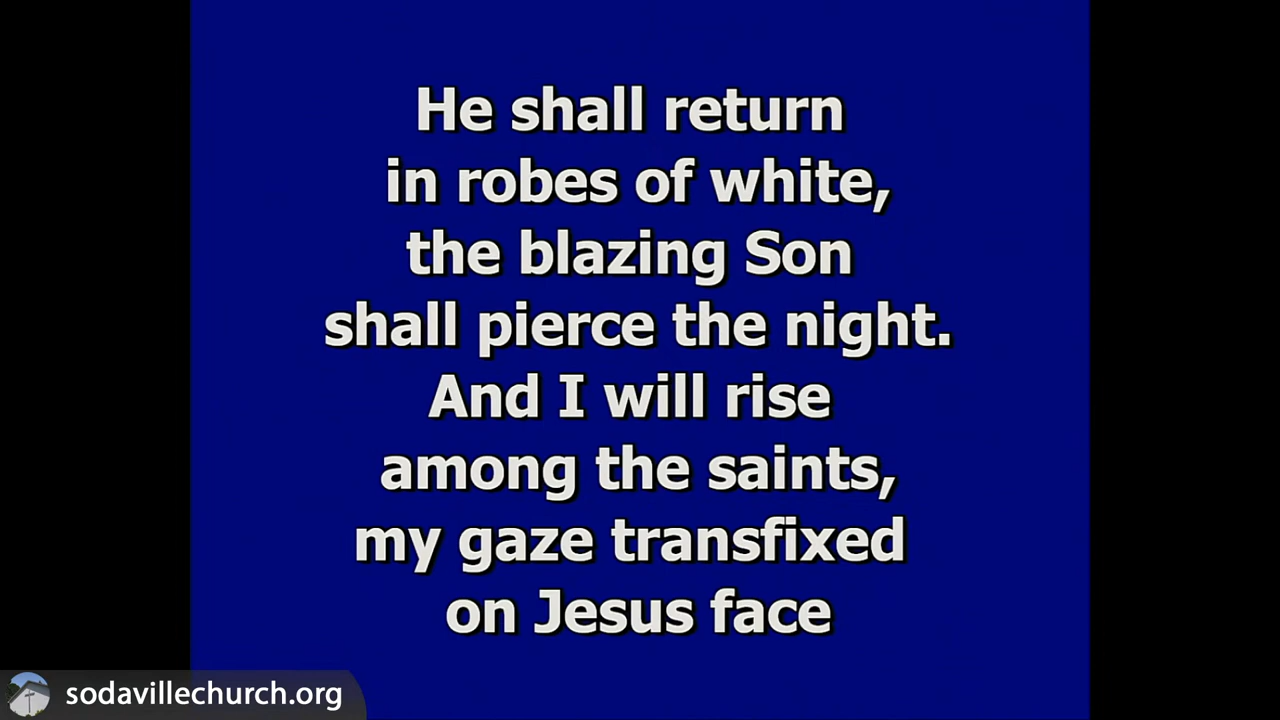 He shall return
in robes of white,
the blazing Son
shall pierce the night.
And I will rise
among the saints,
my gaze transfixed
on Jesus face
sodavillechurch.org